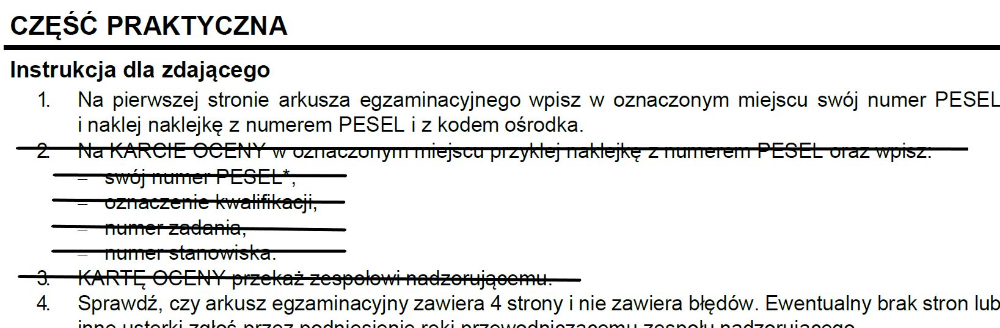 CZĘŚĆ PRAKTYCZNA
Instrukcja dla zdającego
1. Na pierwszej stronie arkusza egzaminacyjnego wpisz w oznaczonym miejscu swój numer PESEL
i naklej naklejkę z numerem PESEL i z kodem ośrodka.
2. Na KARCIE OCENY w oznaczonym miejscu przyklej naklejkę z numerem PESEL oraz wpisz:
– swój numer PESEL*,
– oznaczenie kwalifikacji,
– numer zadania,
– numer stanowiska.
3. KARTĘ OCENY przekaż zespołowi nadzorującemu.
4. Sprawdź, czy arkusz egzaminacyjny zawiera 4 strony i nie zawiera błędów. Ewentualny brak stron lub
inne usterki zgłoś przez podniesienie ręki przewodniczącemu zespołu nadzorującego.